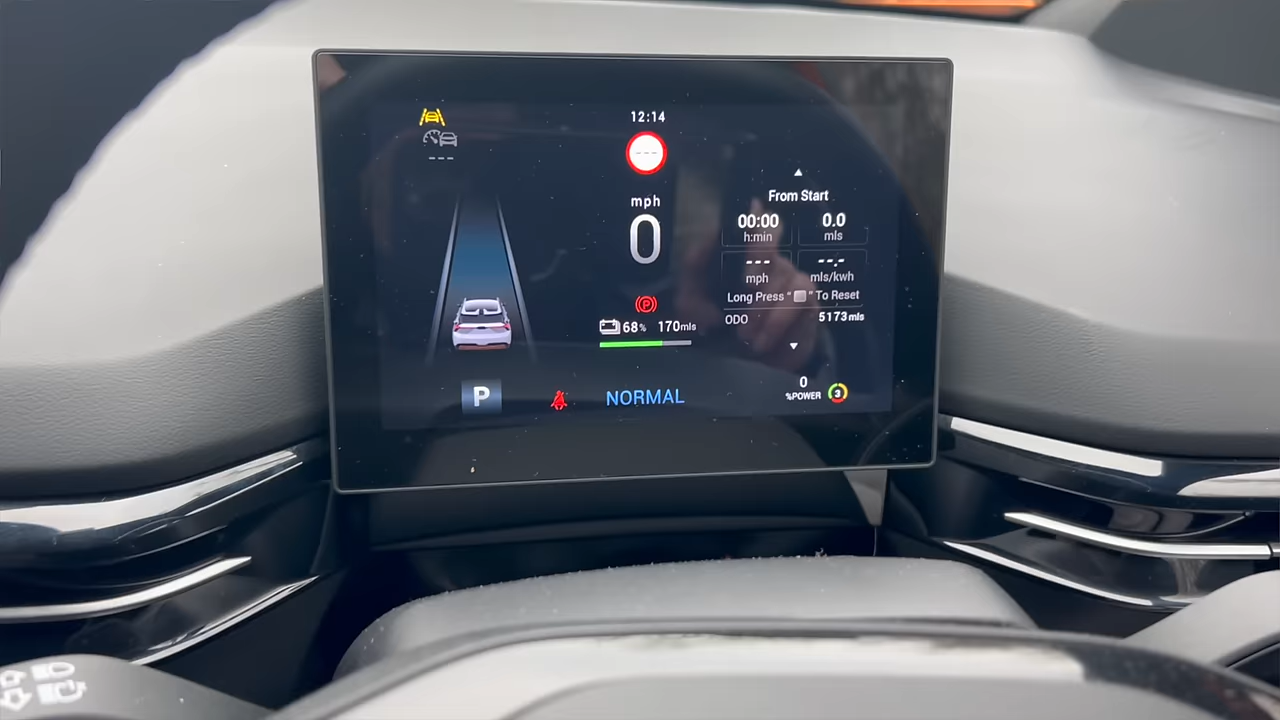 12:14
---
---
mph
0
From Start
00:00
h:min
0.0
mls
---
mph
--.-
mls/kwh
Long Press “ ” To Reset
ODO
5173 mls
(P)
68%
170mls
P
NORMAL
0
%POWER
3